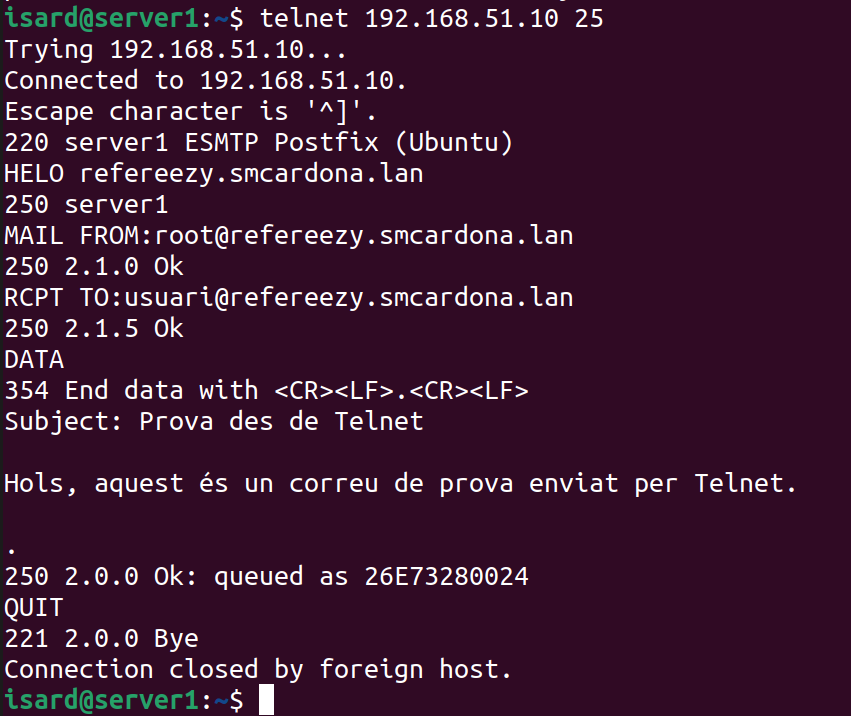 isard@server1:~$ telnet 192.168.51.10 25
Trying 192.168.51.10...
Connected to 192.168.51.10.
Escape character is '^]'.
220 server1 ESMTP Postfix (Ubuntu)
HELO refereezy.smcardona.lan
250 server1
MAIL FROM:root@refereezy.smcardona.lan
250 2.1.0 Ok
RCPT TO:usuari@refereezy.smcardona.lan
250 2.1.5 Ok
DATA
354 End data with <CR><LF>.<CR><LF>
Subject: Prova des de Telnet
Hols, aquest és un correu de prova enviat per Telnet.
.
250 2.0.0 Ok: queued as 26E73280024
QUIT
221 2.0.0 Bye
Connection closed by foreign host.
isard@server1:~$